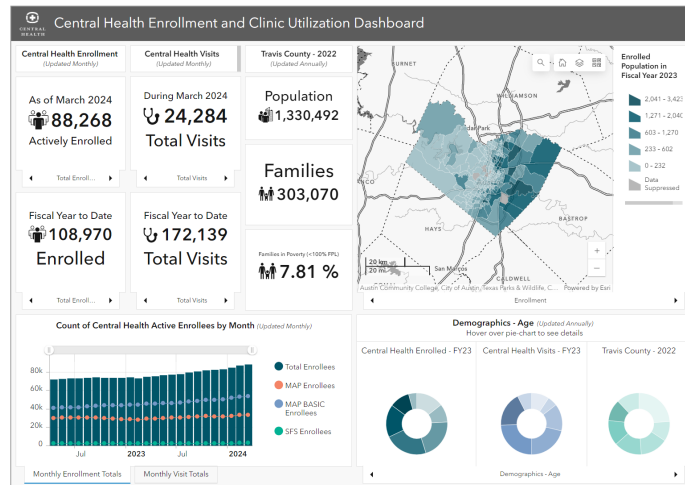 CENTRAL
HEALTH
Central Health Enrollment and Clinic Utilization Dashboard
Central Health Enrollment
(Updated Monthly)
As of March 2024
88,268
Actively Enrolled
Total Enroll...
Fiscal Year to Date
108,970
Enrolled
Total Enroll...
Central Health Visits
(Updated Monthly)
During March 2024
24,284
Total Visits
Total Visits
Fiscal Year to Date
172,139
Total Visits
Total Visits
Travis County - 2022
(Updated Annually)
Population
1,330,492
Families
303,070
Families in Poverty (<100% FPL)
7.81 %
BURNET
WILLIAMSON
dar Park
NCO
HAYS
BASTROP
20 km
20 mi
San Marcos
CALDWELL
+
−
Austin Community College, City of Austin, Texas Parks & Wildlife, C... Powered by Esri
Enrollment
Enrolled
Population in
Fiscal Year 2023
2,041 - 3,423
1,271 - 2,040
603 - 1,270
233 - 602
0 - 232
Data
Suppressed
Count of Central Health Active Enrollees by Month (Updated Monthly)
80k
60k
40k
20k
0
Jul
2023
Jul
2024
Total Enrollees
MAP Enrollees
MAP BASIC
Enrollees
SFS Enrollees
Monthly Enrollment Totals
Monthly Visit Totals
Demographics - Age (Updated Annually)
Hover over pie-chart to see details
Central Health Enrolled - FY23
Central Health Visits - FY23
Travis County - 2022
Demographics - Age